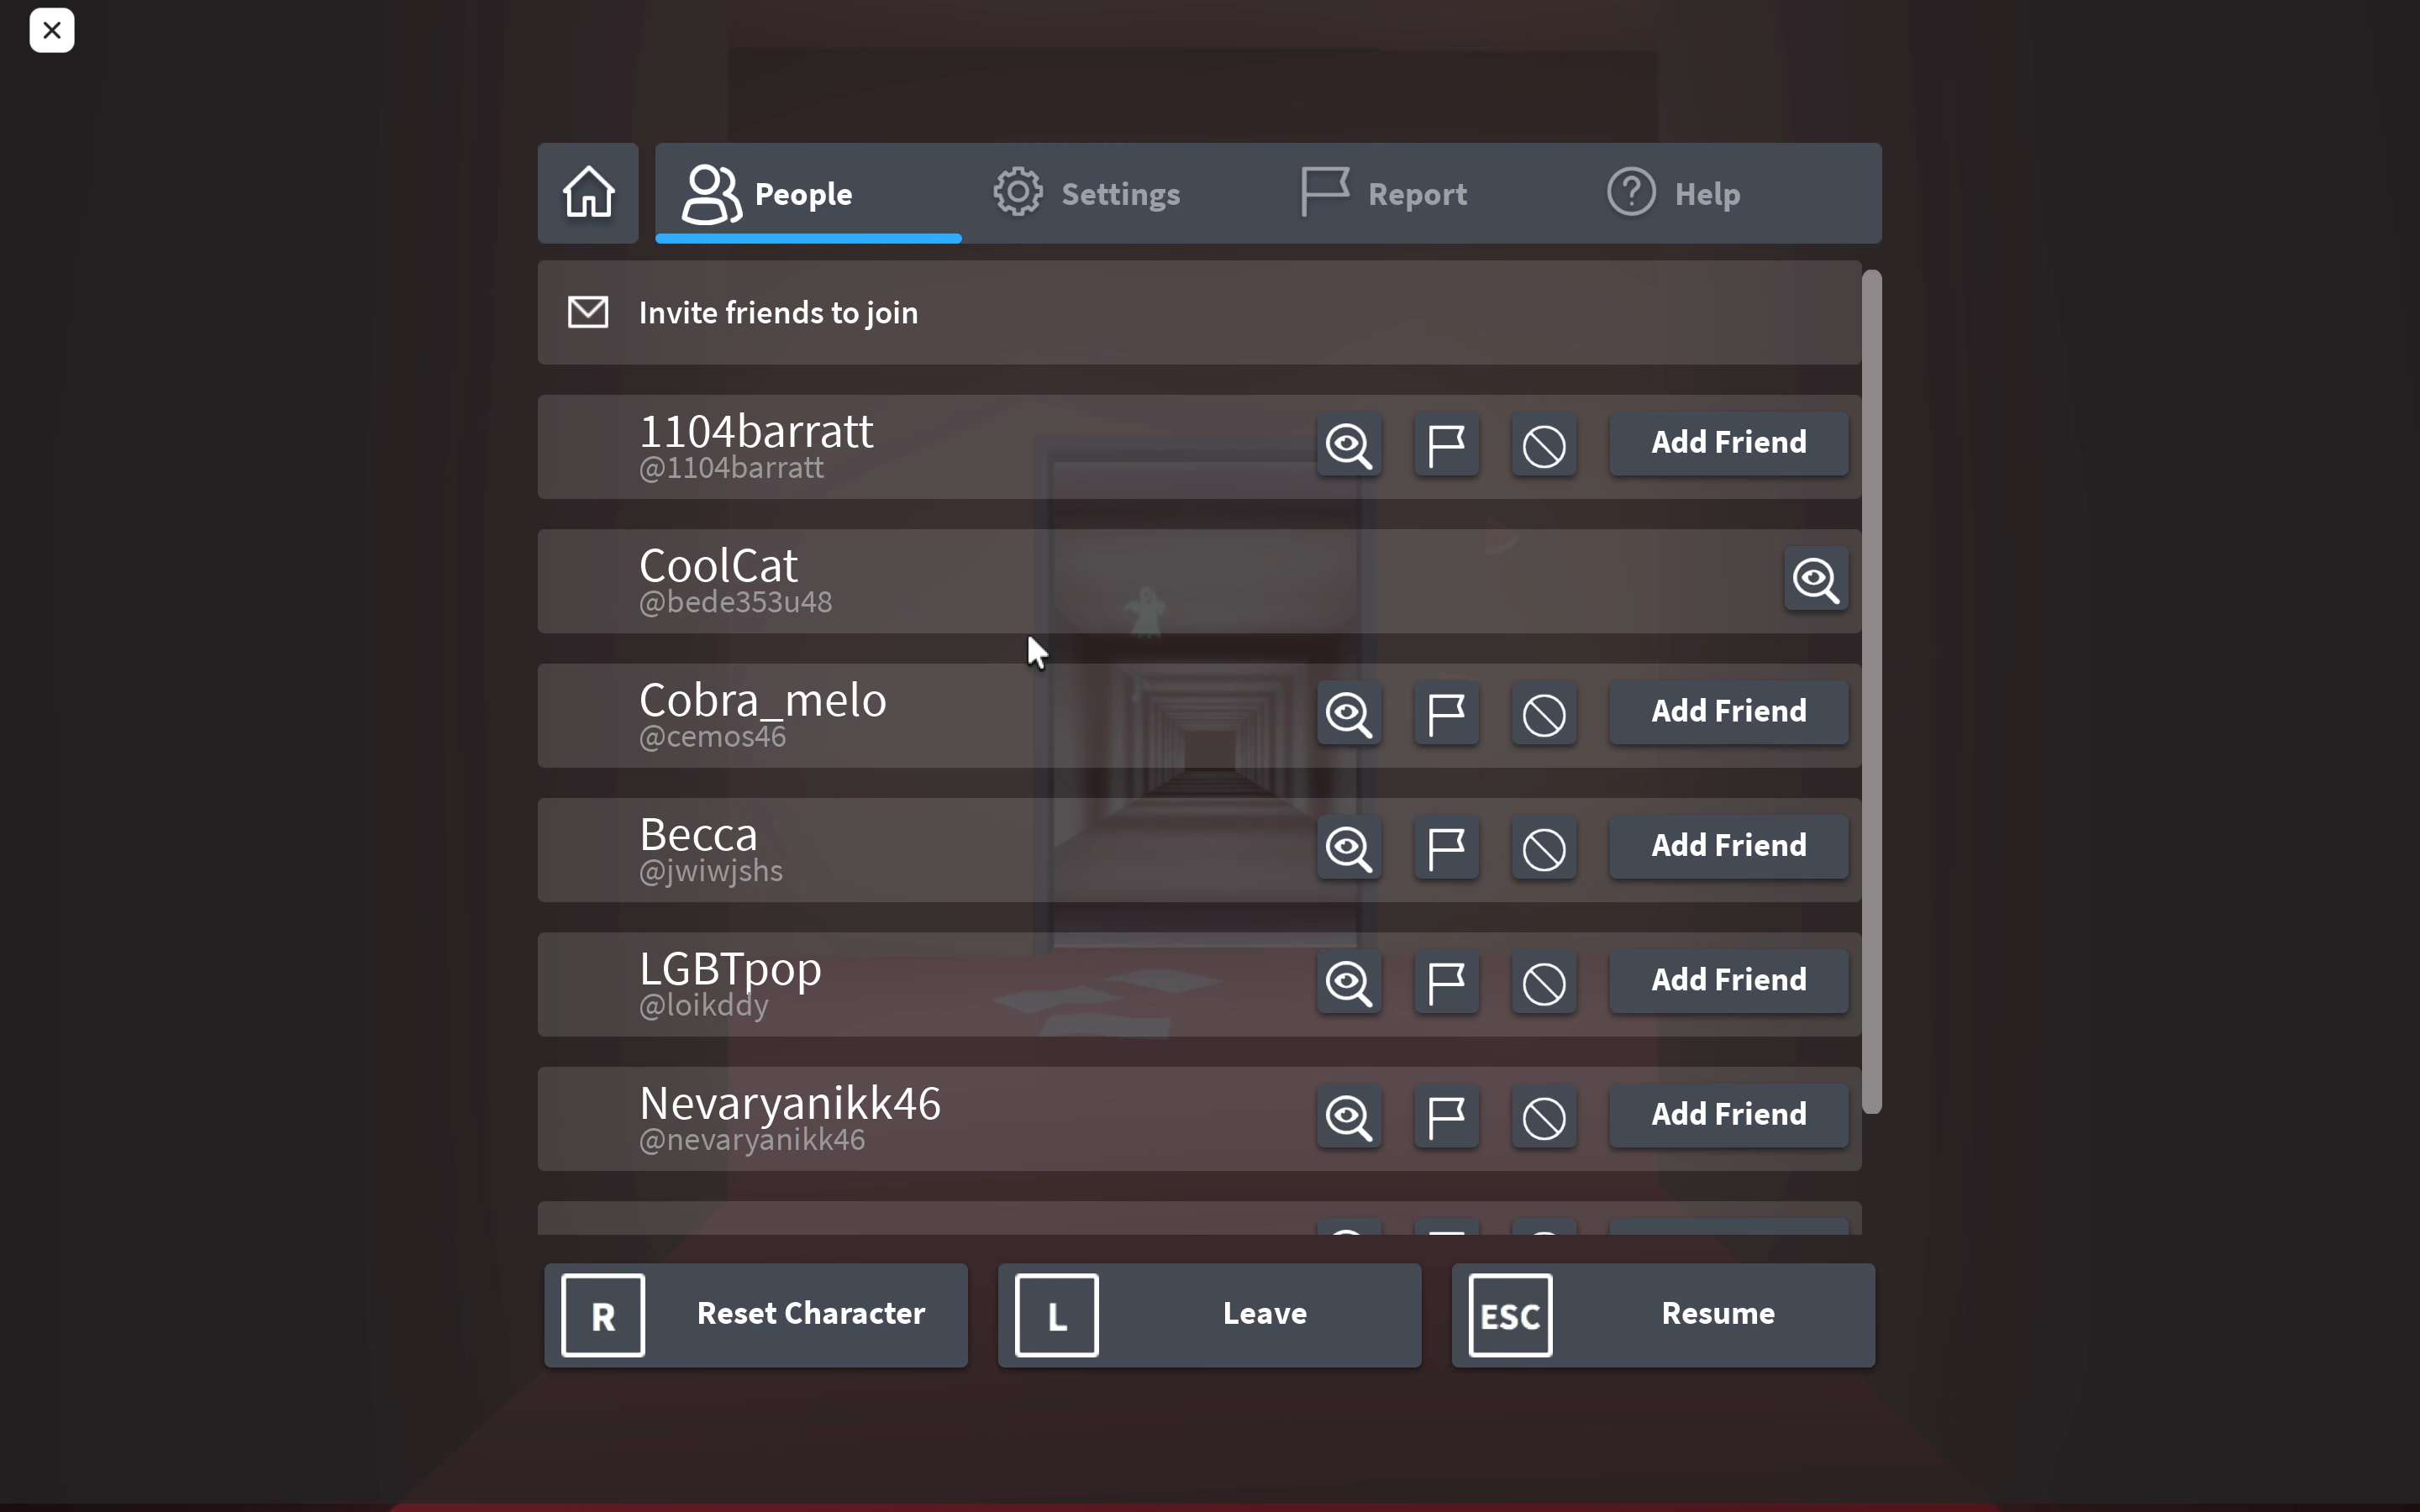 People
Settings
Report
Help
Invite friends to join
1104barratt
@1104barratt
Add Friend
CoolCat
@bede353u48
Cobra_melo
@cemos46
Add Friend
Becca
@jwiwjshs
Add Friend
LGBTpop
@loikddy
Add Friend
Nevaryanikk46
@nevaryanikk46
Add Friend
R Reset Character
L Leave
ESC Resume